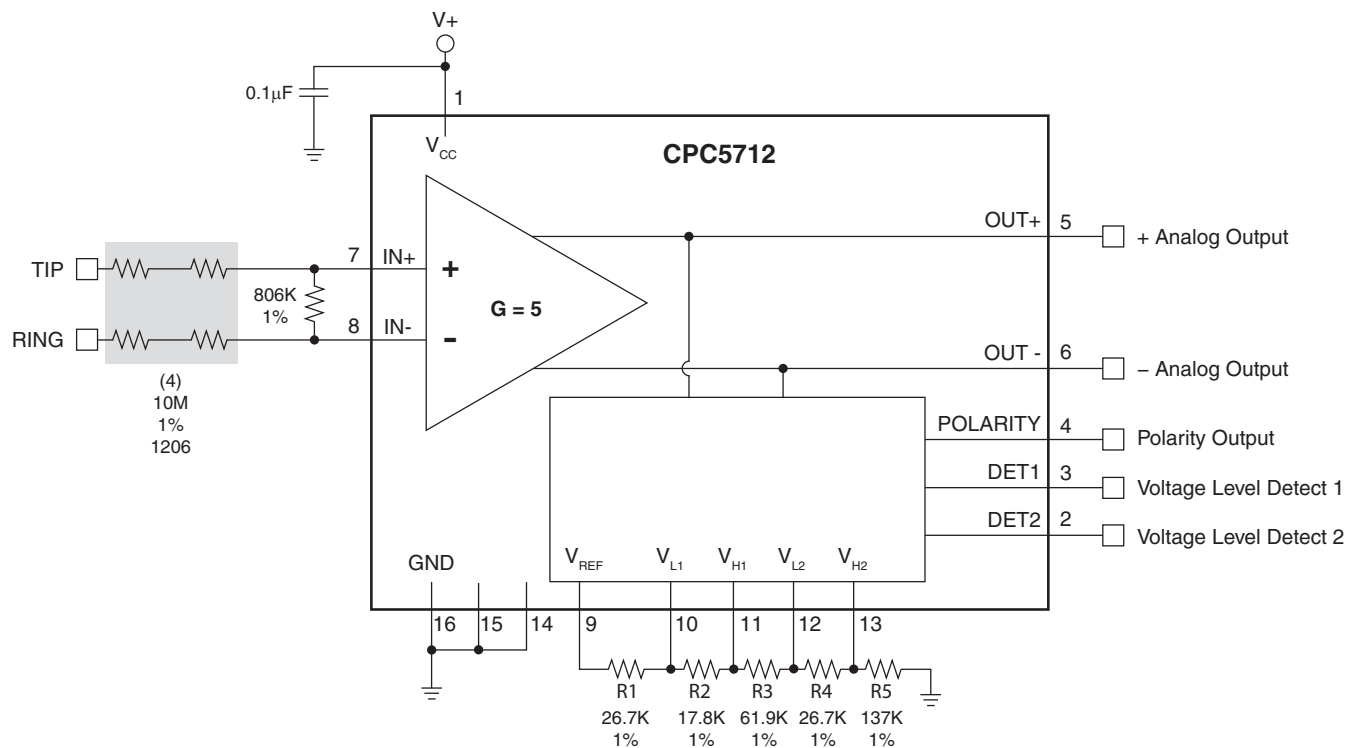 V+
0.1μF
1
V_CC
CPC5712
OUT+ 5
+ Analog Output
7
IN+
TIP
+
806K
1%
G = 5
8
IN-
-
RING
OUT - 6
– Analog Output
(4)
10M
1%
1206
POLARITY 4
Polarity Output
DET1 3
Voltage Level Detect 1
DET2 2
Voltage Level Detect 2
GND
V_REF V_L1 V_H1 V_L2 V_H2
16 15 14 9 10 11 12 13
R1 R2 R3 R4 R5
26.7K 17.8K 61.9K 26.7K 137K
1% 1% 1% 1% 1%